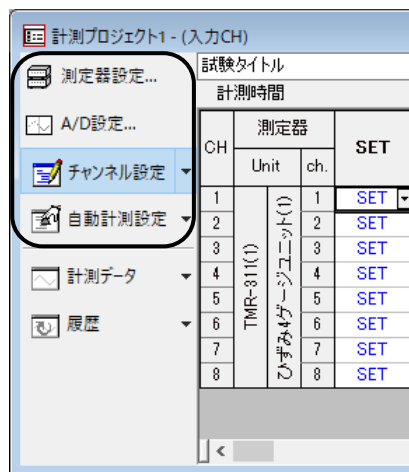 計測プロジェクト1 - (入力CH)
測定器設定...
A/D設定...
チャンネル設定
自動計測設定
計測データ
履歴
試験タイトル
計測時間
CH 測定器 SET
Unit ch.
TMR-311(1)
ひずみ4ゲージユニット(1)
1 1 SET
2 2 SET
3 3 SET
4 4 SET
5 5 SET
6 6 SET
7 7 SET
8 8 SET